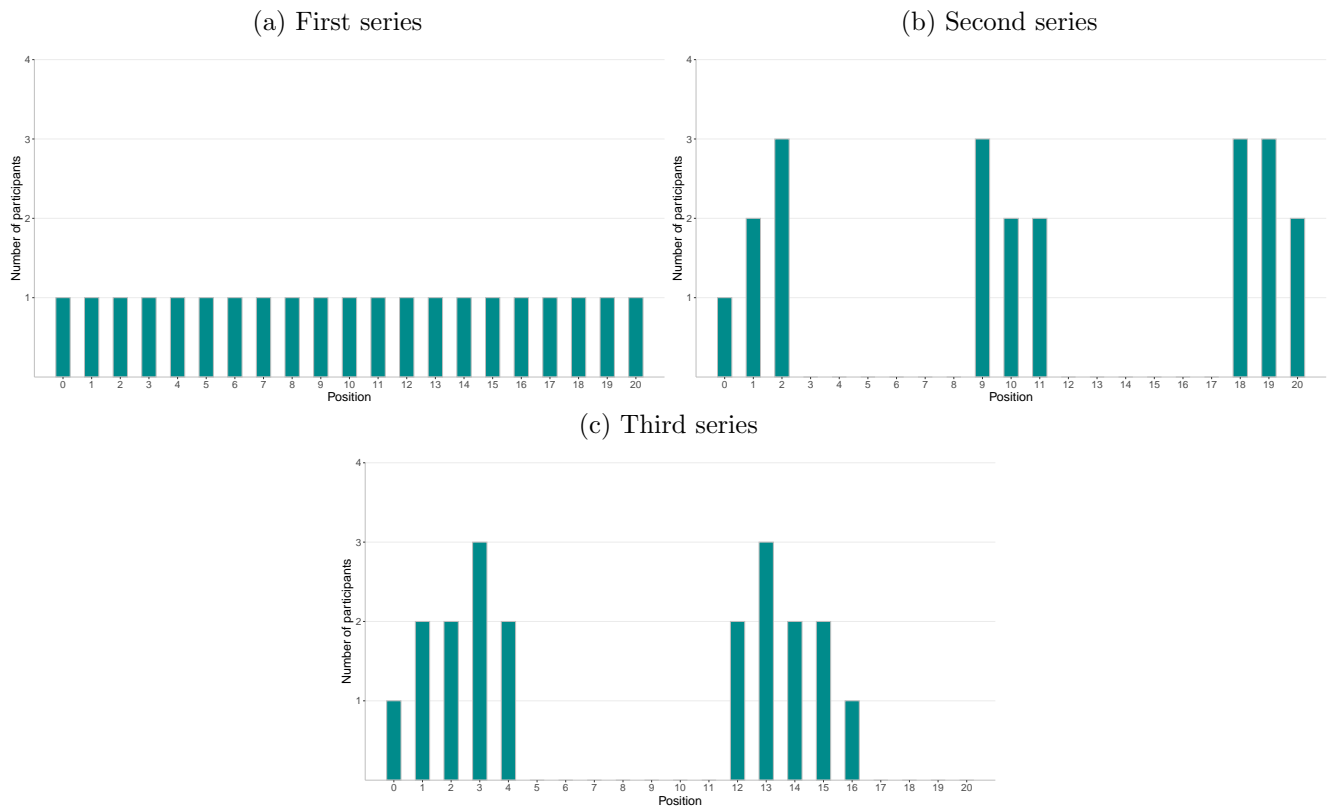 (a) First series
4
3
2
1
Number of participants
0 1 2 3 4 5 6 7 8 9 10 11 12 13 14 15 16 17 18 19 20
Position
(b) Second series
4
3
2
1
Number of participants
0 1 2 3 4 5 6 7 8 9 10 11 12 13 14 15 16 17 18 19 20
Position
(c) Third series
4
3
2
1
Number of participants
0 1 2 3 4 5 6 7 8 9 10 11 12 13 14 15 16 17 18 19 20
Position